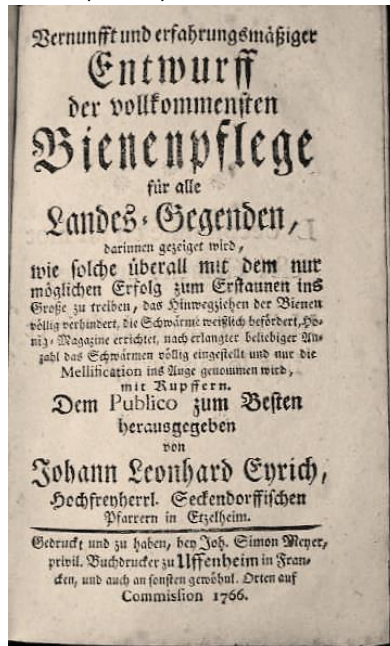 Vernunfft und erfahrungsmäßiger
Entwurff
der vollkommensten
Bienenpflege
für alle
Landes-Gegenden,
darinnen gezeiget wird,
wie solche überall mit dem nur
möglichen Erfolg zum Erstaunen ins
Große zu treiben, das Hinwegziehen der Bienen
völlig verhindert, die Schwärme weißlich befördert, Ho-
nig-Magazine errichtet, nach erlangter beliebiger An-
zahl das Schwärmen völlig eingestellt und nur die
Mellification ins Auge genommen wird,
mit Kupffern.
Dem Publico zum Besten
herausgegeben
von
Johann Leonhard Eyrich,
Hochfreyherrl. Seckendorffischen
Pfarrern in Etzelheim.
Gedruckt und zu haben, bey Joh. Simon Meyer,
privil. Buchdrucker zu Uffenheim in Fran-
cken, und auch an sonsten gewöhnl. Orten auf
Commission 1766.